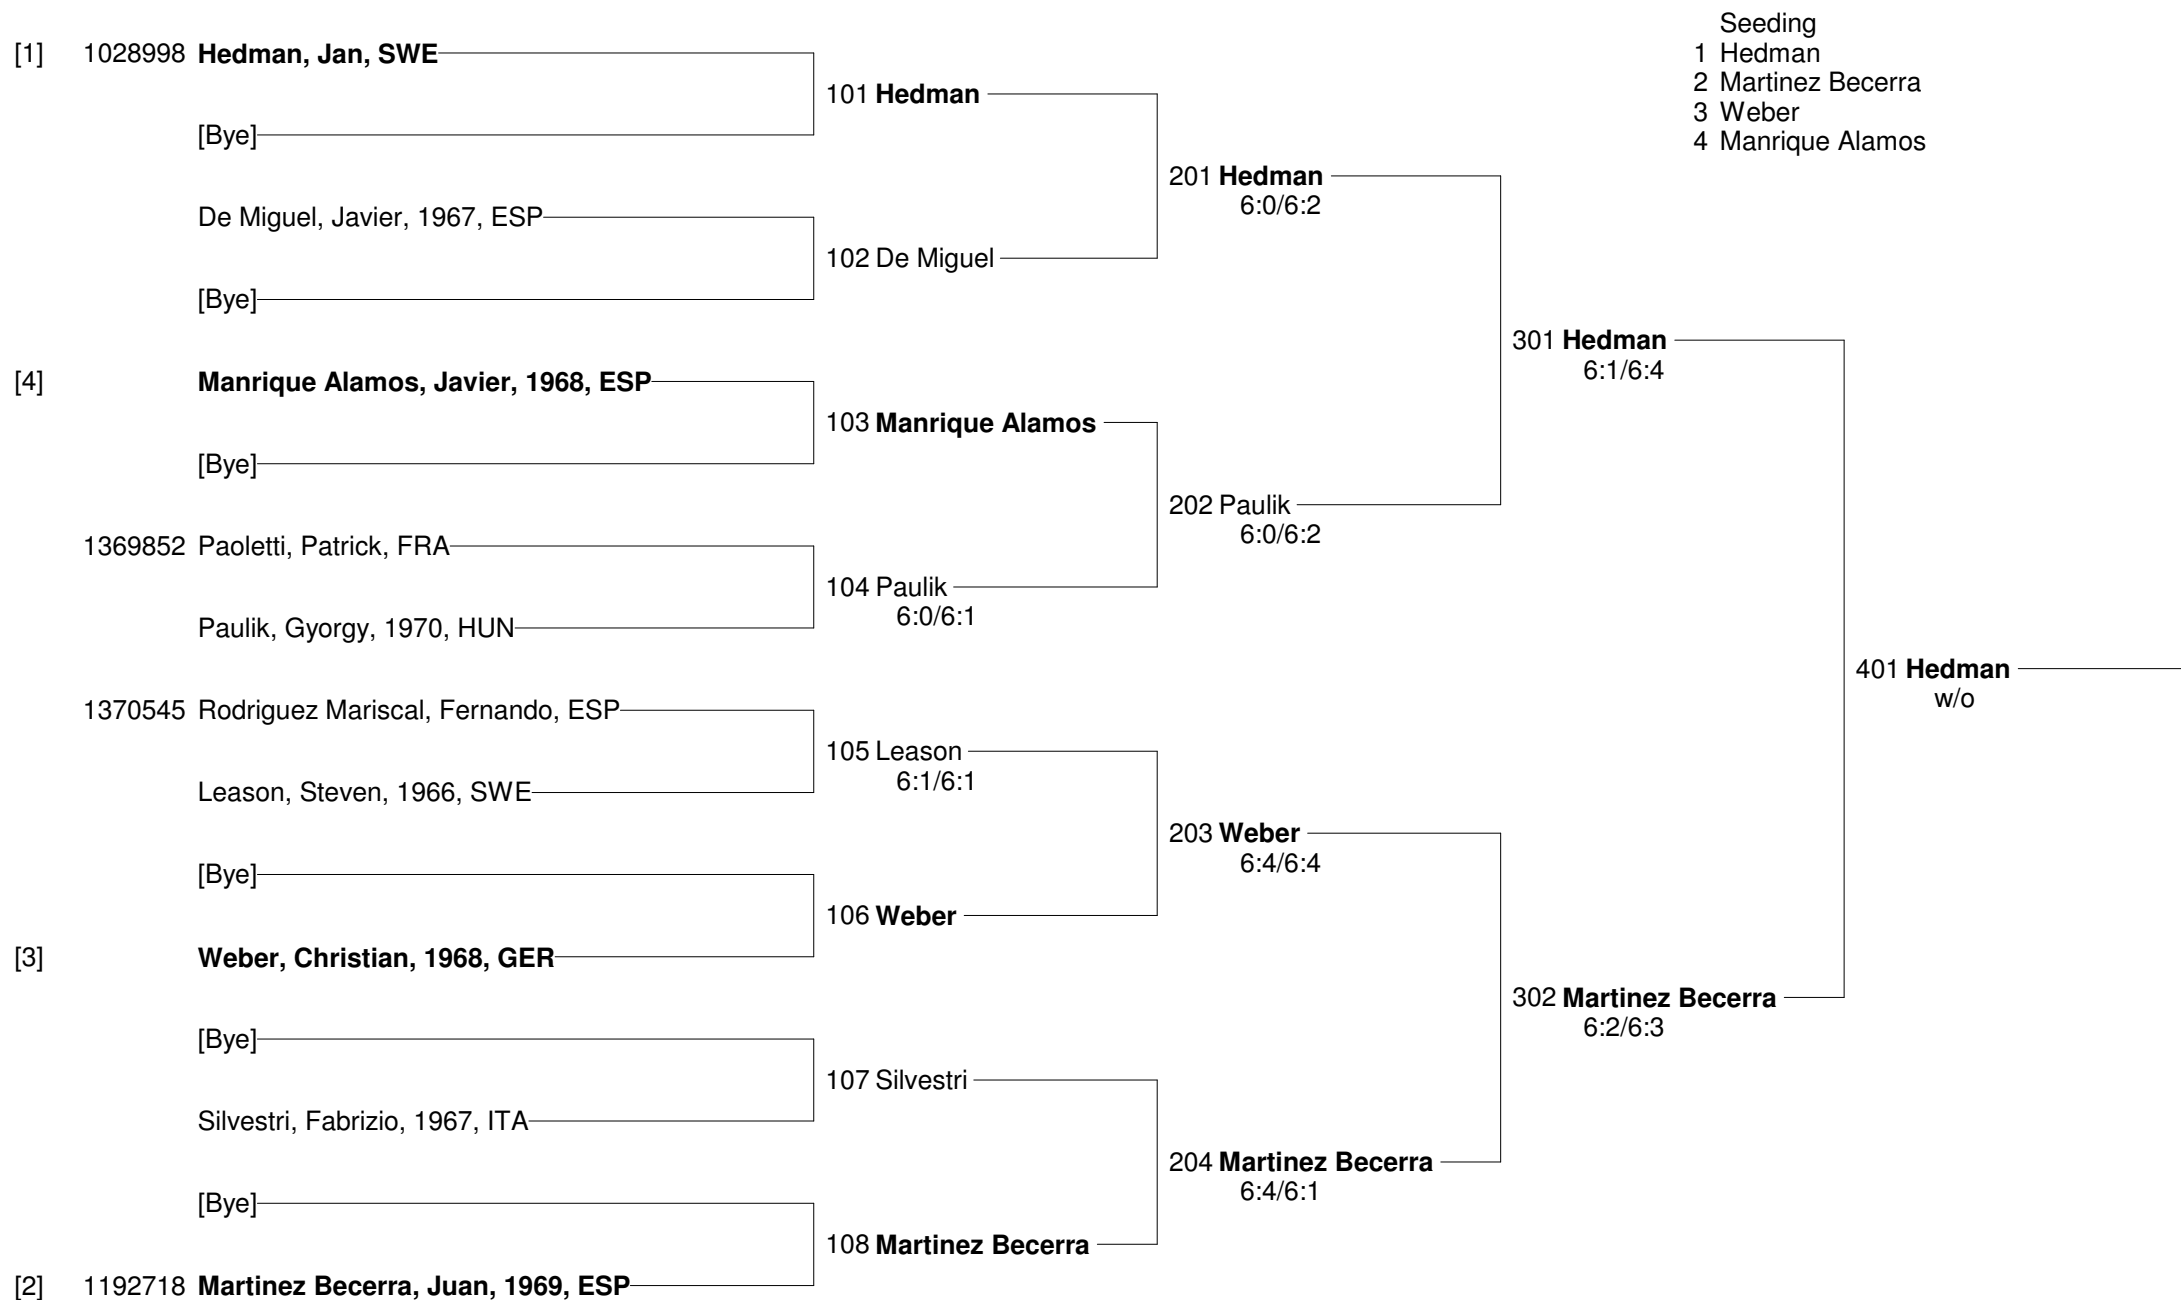 Seeding
1 Hedman
2 Martinez Becerra
3 Weber
4 Manrique Alamos
[1] 1028998 Hedman, Jan, SWE
101 Hedman
[Bye]
201 Hedman
6:0/6:2
De Miguel, Javier, 1967, ESP
102 De Miguel
[Bye]
301 Hedman
6:1/6:4
[4] Manrique Alamos, Javier, 1968, ESP
103 Manrique Alamos
[Bye]
202 Paulik
6:0/6:2
1369852 Paoletti, Patrick, FRA
104 Paulik
6:0/6:1
Paulik, Gyorgy, 1970, HUN
401 Hedman
w/o
1370545 Rodriguez Mariscal, Fernando, ESP
105 Leason
6:1/6:1
Leason, Steven, 1966, SWE
203 Weber
6:4/6:4
[Bye]
106 Weber
[3] Weber, Christian, 1968, GER
302 Martinez Becerra
6:2/6:3
[Bye]
107 Silvestri
Silvestri, Fabrizio, 1967, ITA
204 Martinez Becerra
6:4/6:1
[Bye]
108 Martinez Becerra
[2] 1192718 Martinez Becerra, Juan, 1969, ESP